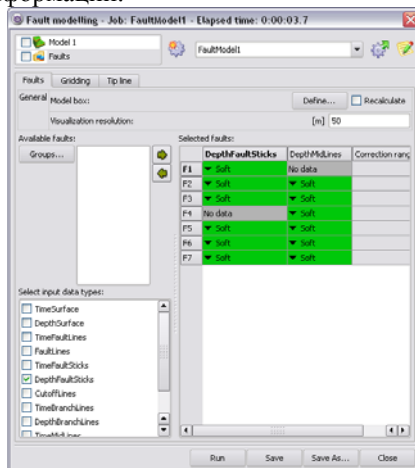 формации.
Fault modelling - Job: FaultModel1 - Elapsed time: 0:00:03.7
Model 1
Faults
FaultModel1
Faults Gridding Tip line
General Model box: Define... Recalculate
Visualization resolution: [m] 50
Available faults: Selected faults:
Groups...
DepthFaultSticks DepthMidLines Correction rang
F1 Soft No data
F2 Soft Soft
F3 Soft Soft
F4 No data Soft
F5 Soft Soft
F6 Soft Soft
F7 Soft Soft
Select input data types:
TimeSurface
DepthSurface
TimeFaultLines
FaultLines
TimeFaultSticks
DepthFaultSticks
CutoffLines
TimeBranchLines
DepthBranchLines
TimeMidLines
Run Save Save As... Close